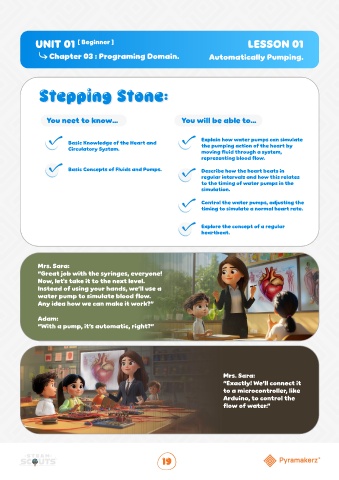 UNIT 01 [ Beginner ]
LESSON 01
Chapter 03 : Programing Domain.
Automatically Pumping.
Stepping Stone:
You neet to know...
Basic Knowledge of the Heart and
Circulatory System.
Basic Concepts of Fluids and Pumps.
You will be able to...
Explain how water pumps can simulate
the pumping action of the heart by
moving fluid through a system,
representing blood flow.
Describe how the heart beats in
regular intervals and how this relates
to the timing of water pumps in the
simulation.
Control the water pumps, adjusting the
timing to simulate a normal heart rate.
Explore the concept of a regular
heartbeat.
Mrs. Sara:
"Great job with the syringes, everyone!
Now, let's take it to the next level.
Instead of using your hands, we'll use a
water pump to simulate blood flow.
Any idea how we can make it work?"
Adam:
"With a pump, it's automatic, right?"
Mrs. Sara:
"Exactly! We'll connect it
to a microcontroller, like
Arduino, to control the
flow of water."
STEAM
SCOUTS
19
Pyramakerz